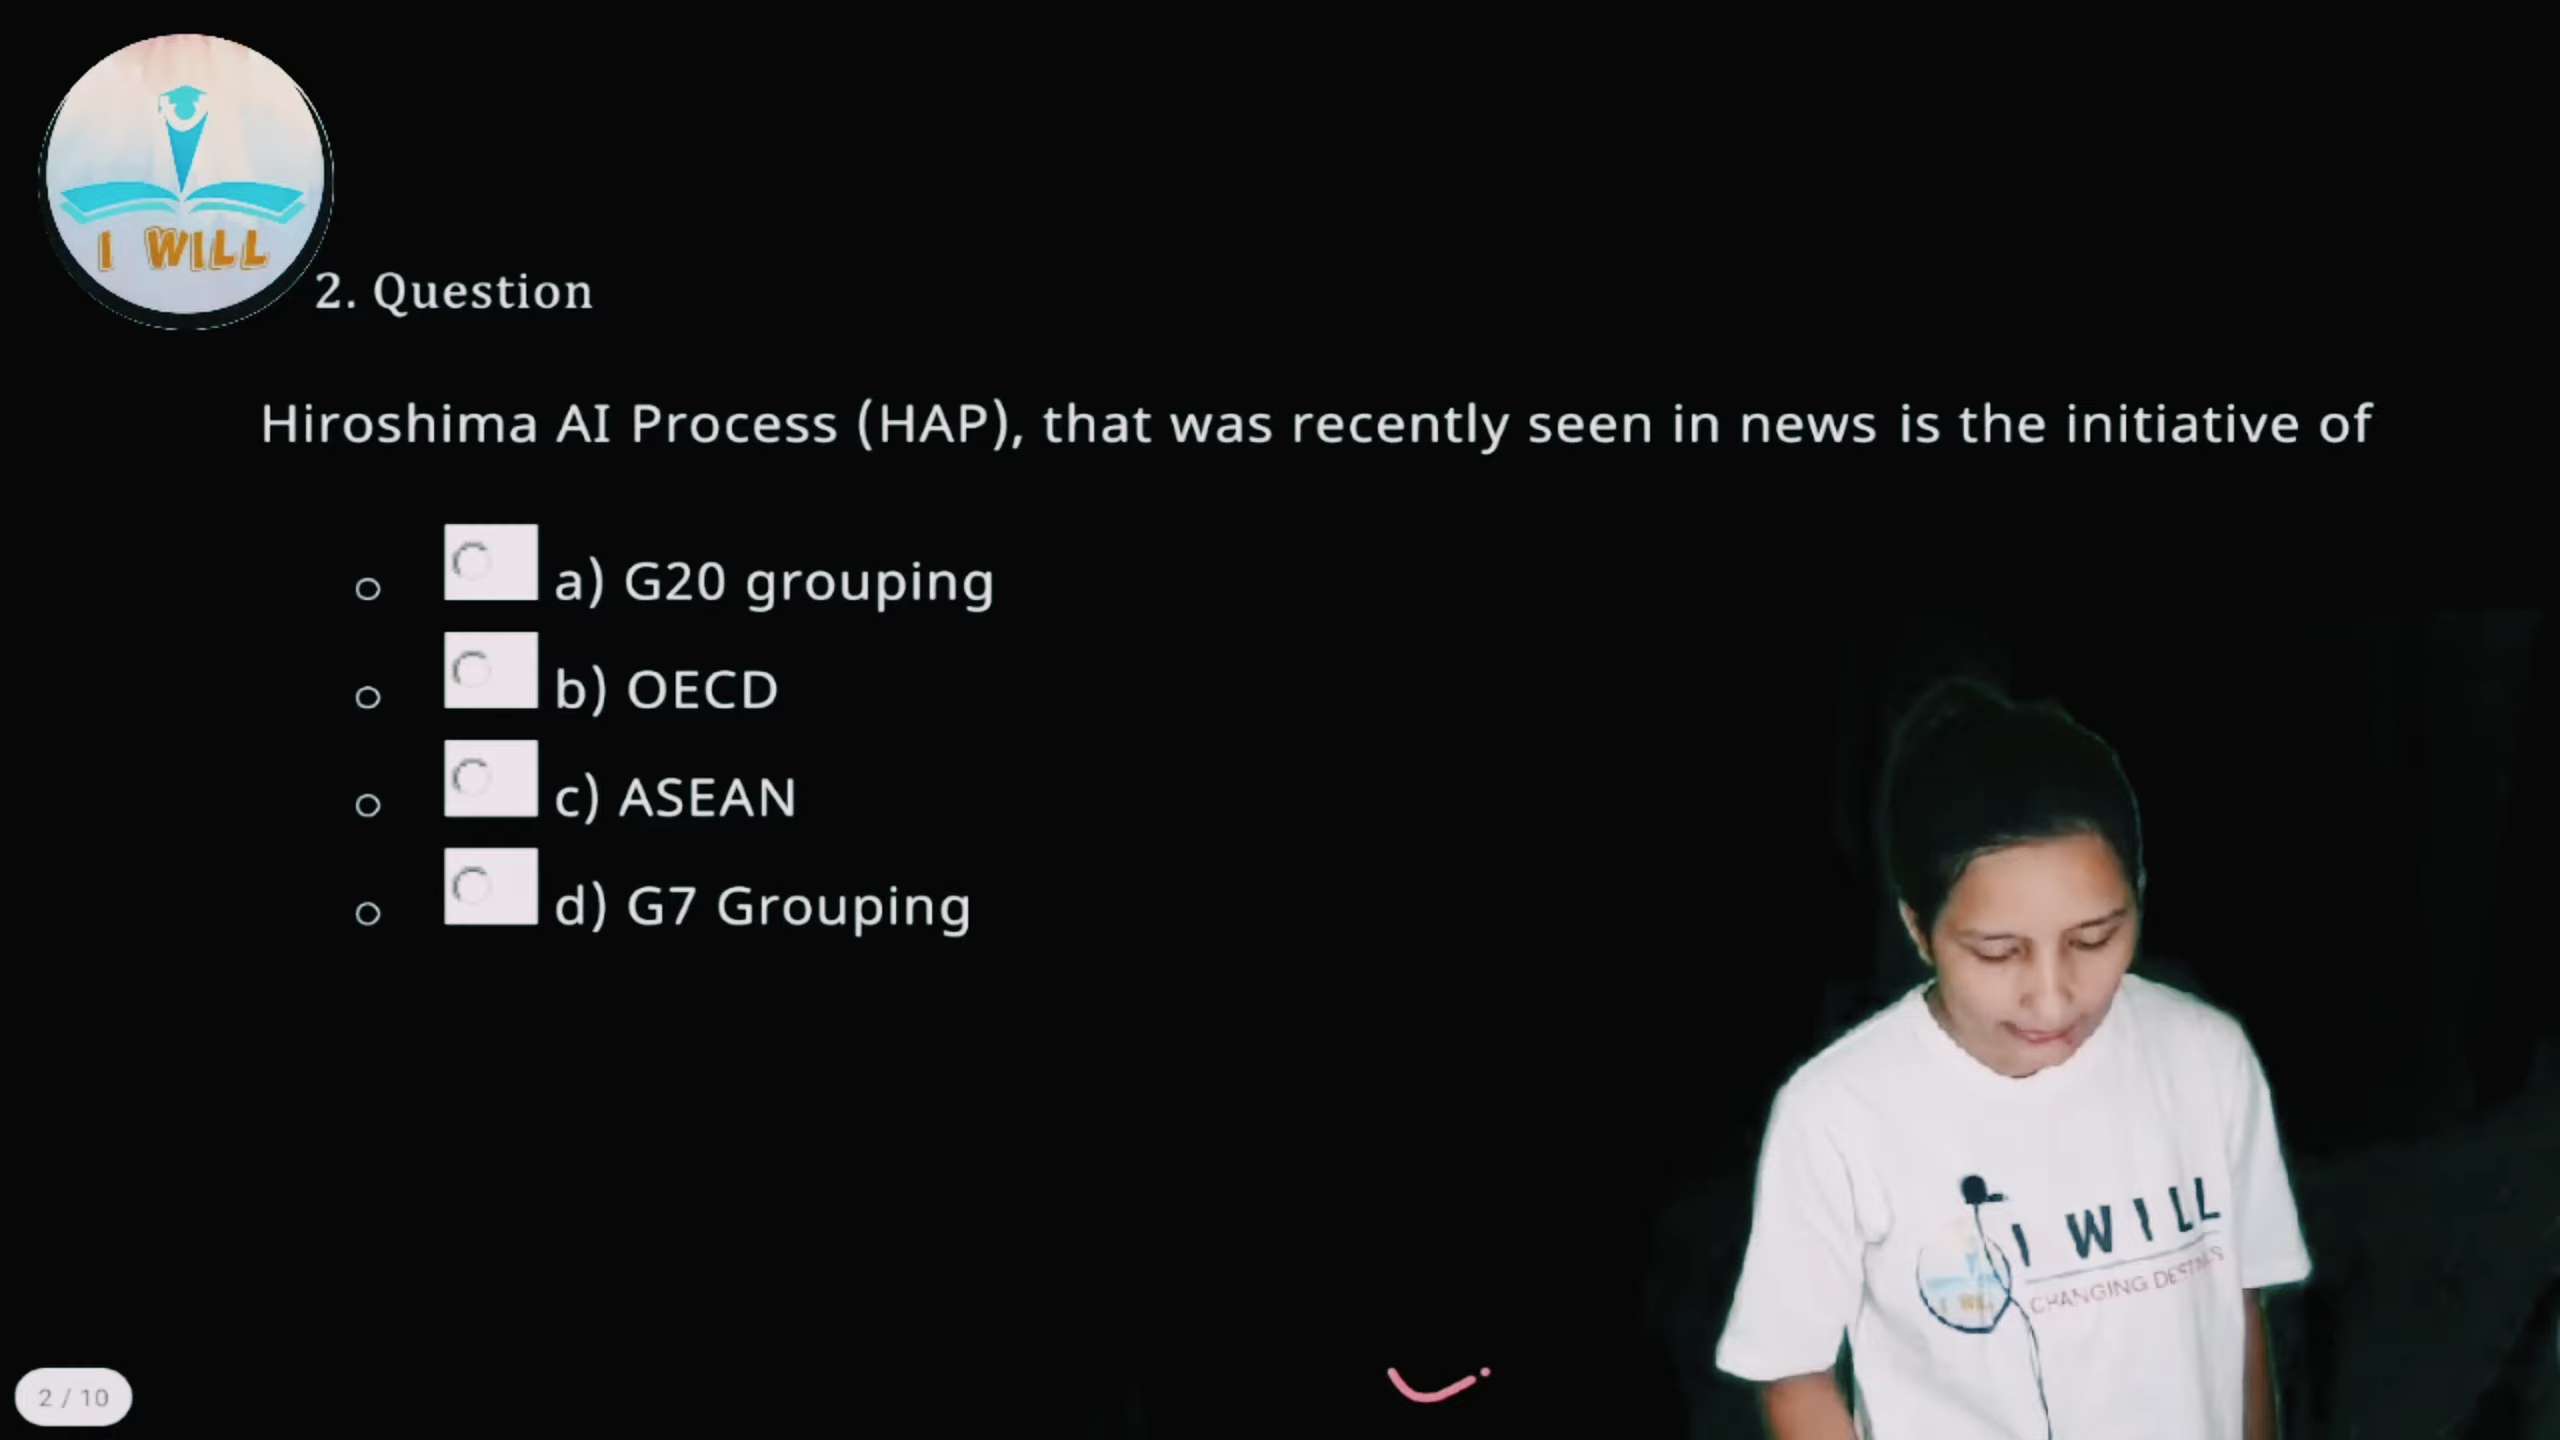 I WILL
2. Question
Hiroshima AI Process (HAP), that was recently seen in news is the initiative of
a) G20 grouping
b) OECD
c) ASEAN
d) G7 Grouping
I WILL
I WILL
2 / 10